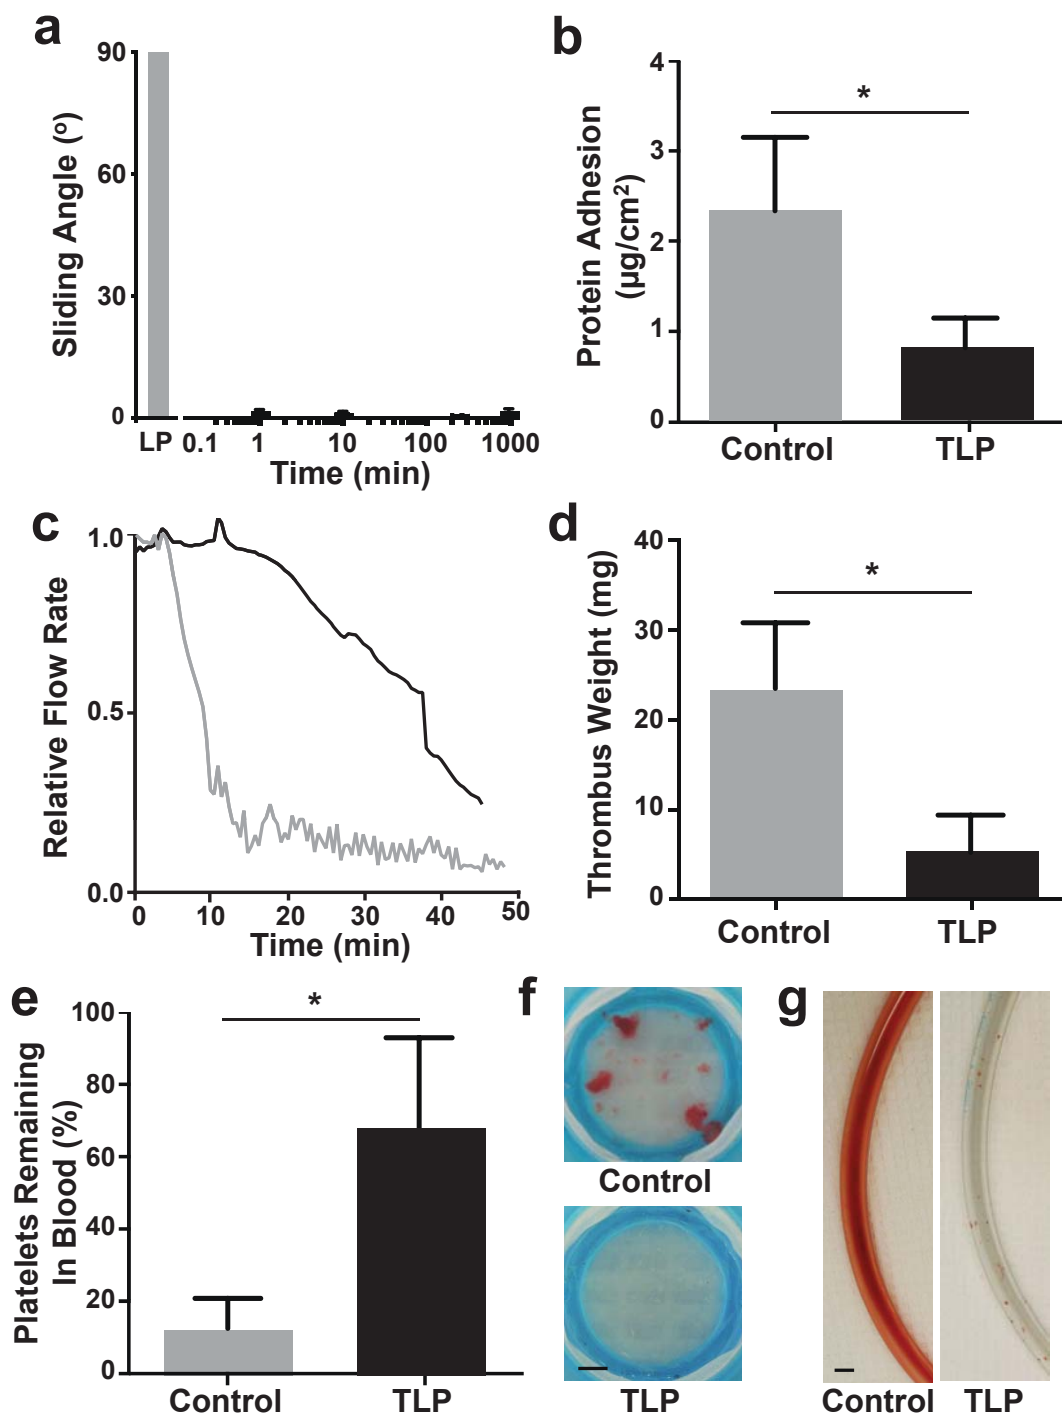 a
90
60
30
0
Sliding Angle (º)
LP 0.1 1 10 100 1000
Time (min)
b
4
3
2
1
0
Protein Adhesion
(µg/cm²)
*
Control TLP
c
1.0
0.5
0.0
Relative Flow Rate
0 10 20 30 40 50
Time (min)
d
40
30
20
10
0
Thrombus Weight (mg)
*
Control TLP
e
100
80
60
40
20
0
Platelets Remaining
In Blood (%)
*
Control TLP
f
Control
TLP
g
Control TLP